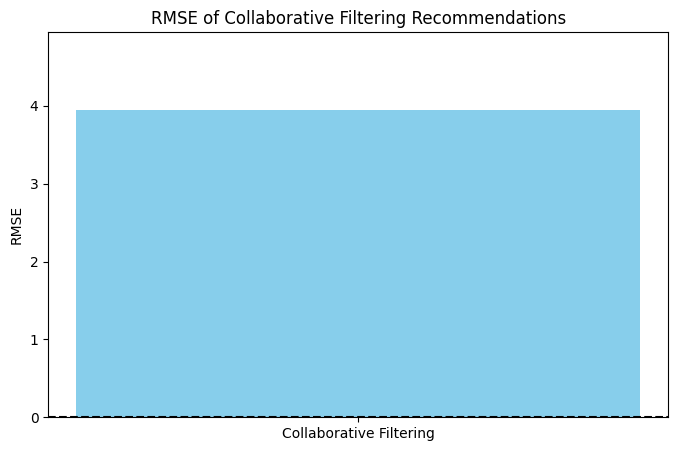 RMSE of Collaborative Filtering Recommendations
RMSE
4
3
2
1
0
Collaborative Filtering